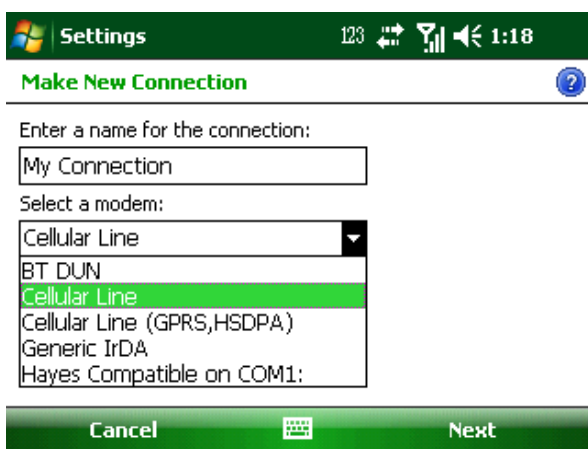 Settings 123 1:18
Make New Connection ?
Enter a name for the connection:
My Connection
Select a modem:
Cellular Line
BT DUN
Cellular Line
Cellular Line (GPRS,HSDPA)
Generic IrDA
Hayes Compatible on COM1:
Cancel Next